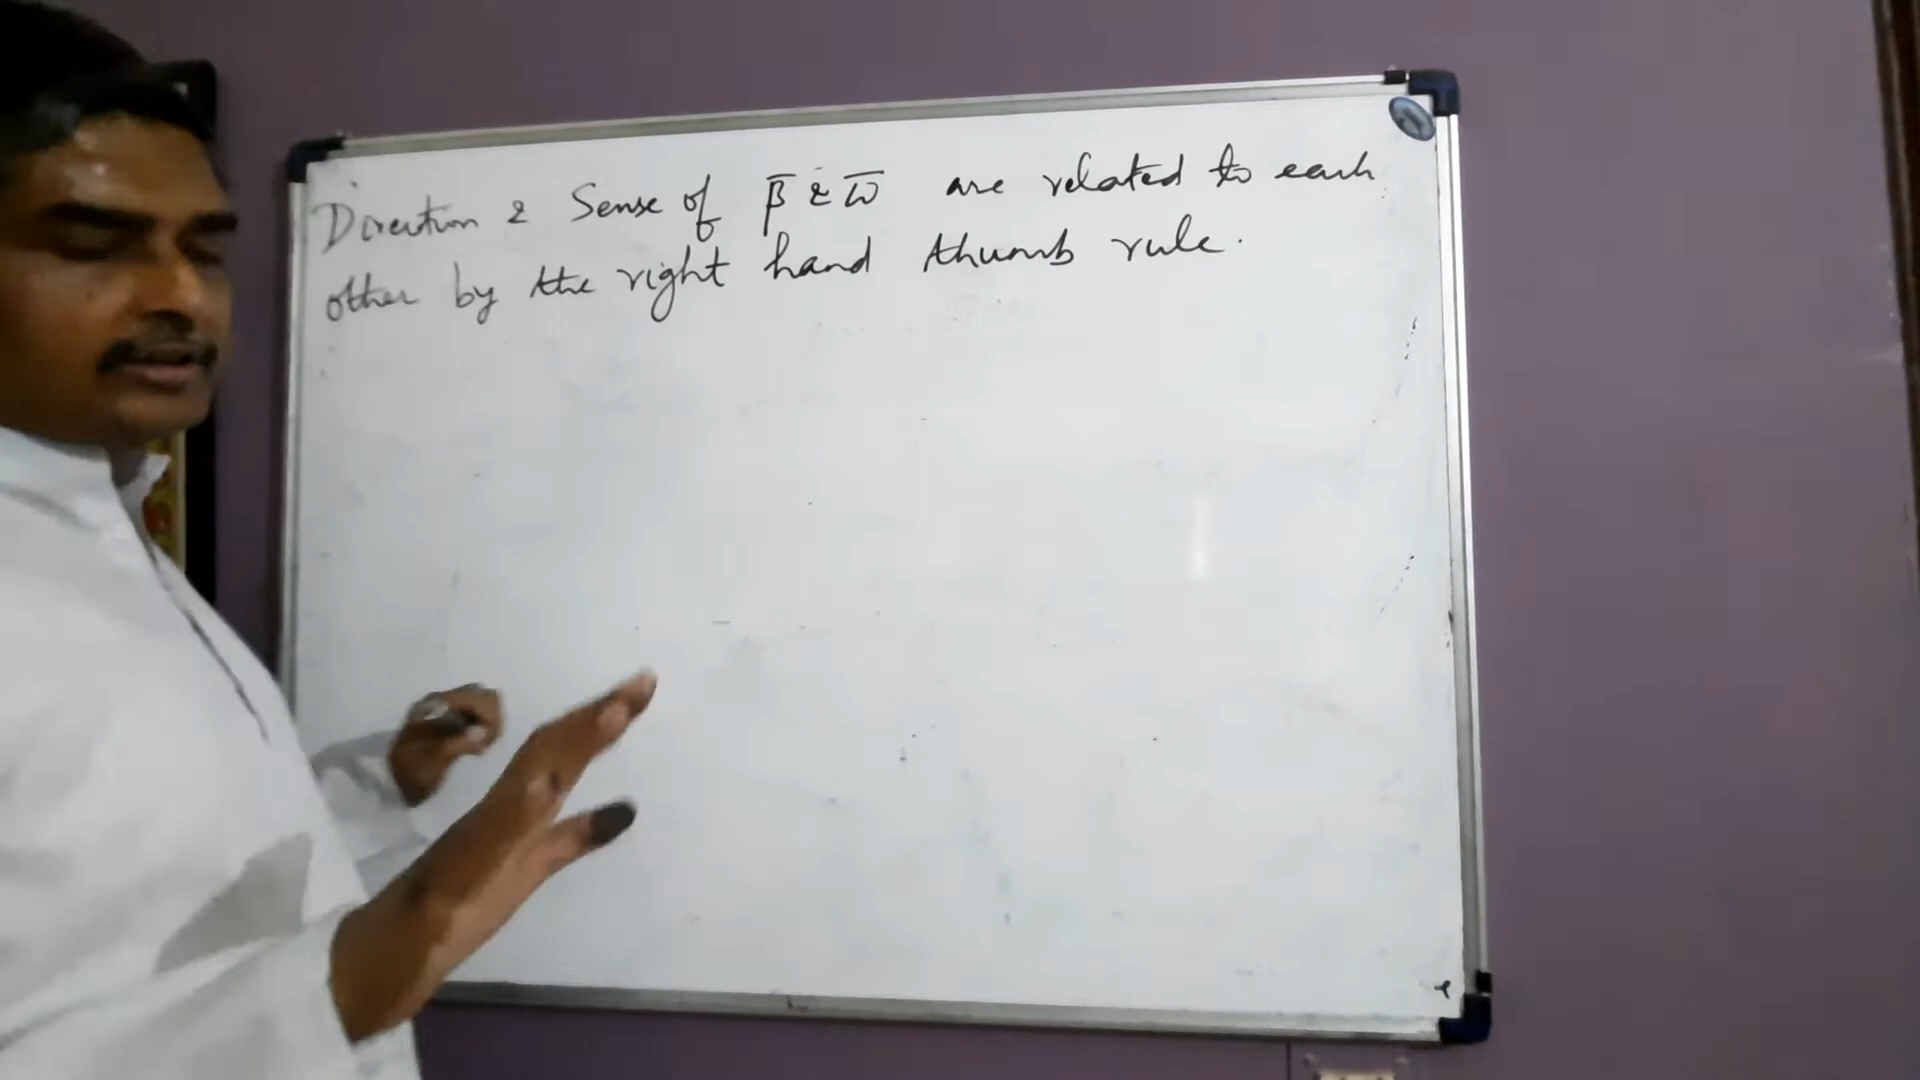 Direction & Sense of β̅ & ω̅ are related to each
other by the right hand thumb rule.